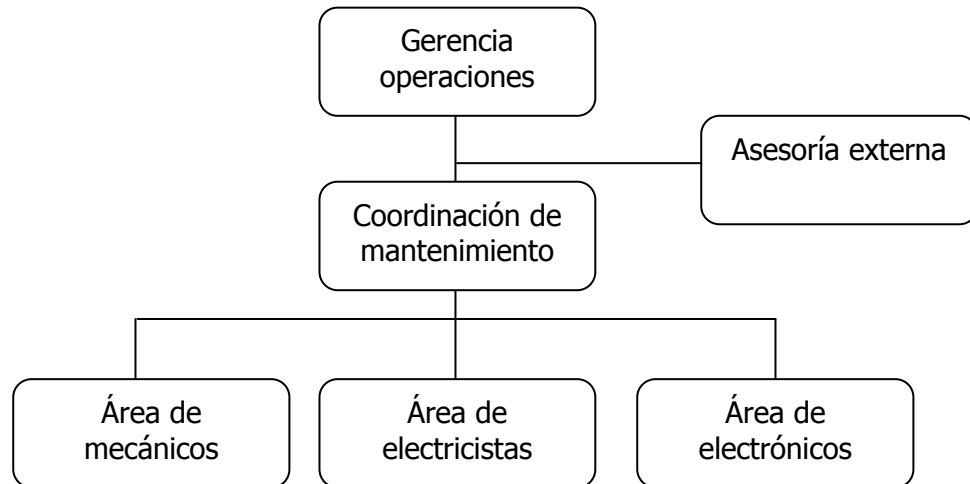 Gerencia
operaciones
Asesoría externa
Coordinación de
mantenimiento
Área de
mecánicos
Área de
electricistas
Área de
electrónicos